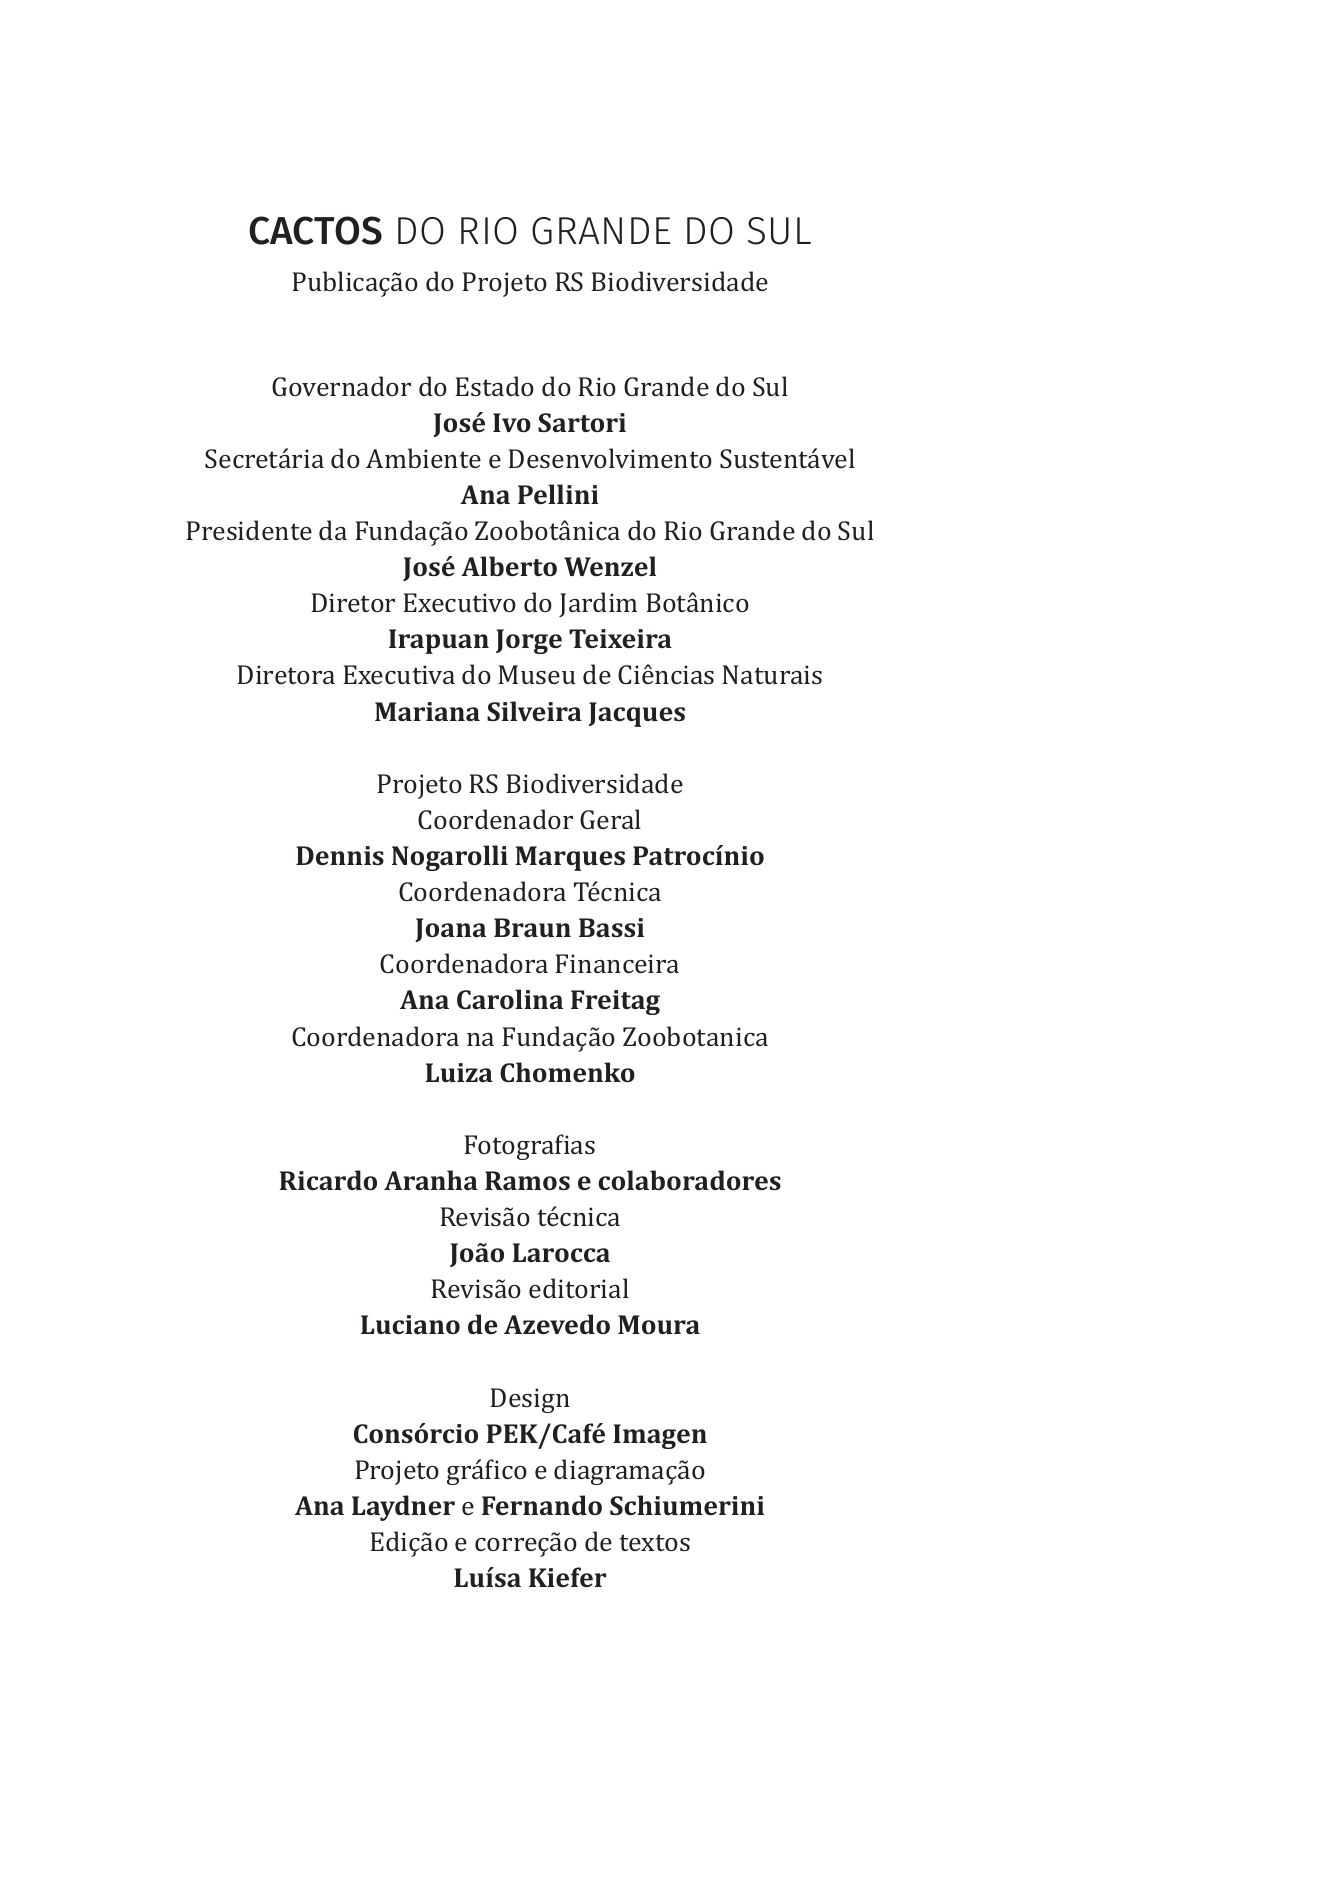 CACTOS DO RIO GRANDE DO SUL
Publicação do Projeto RS Biodiversidade
Governador do Estado do Rio Grande do Sul
José Ivo Sartori
Secretária do Ambiente e Desenvolvimento Sustentável
Ana Pellini
Presidente da Fundação Zoobotânica do Rio Grande do Sul
José Alberto Wenzel
Diretor Executivo do Jardim Botânico
Irapuan Jorge Teixeira
Diretora Executiva do Museu de Ciências Naturais
Mariana Silveira Jacques
Projeto RS Biodiversidade
Coordenador Geral
Dennis Nogarolli Marques Patrocínio
Coordenadora Técnica
Joana Braun Bassi
Coordenadora Financeira
Ana Carolina Freitag
Coordenadora na Fundação Zoobotanica
Luiza Chomenko
Fotografias
Ricardo Aranha Ramos e colaboradores
Revisão técnica
João Larocca
Revisão editorial
Luciano de Azevedo Moura
Design
Consórcio PEK/Café Imagen
Projeto gráfico e diagramação
Ana Laydner e Fernando Schiumerini
Edição e correção de textos
Luísa Kiefer